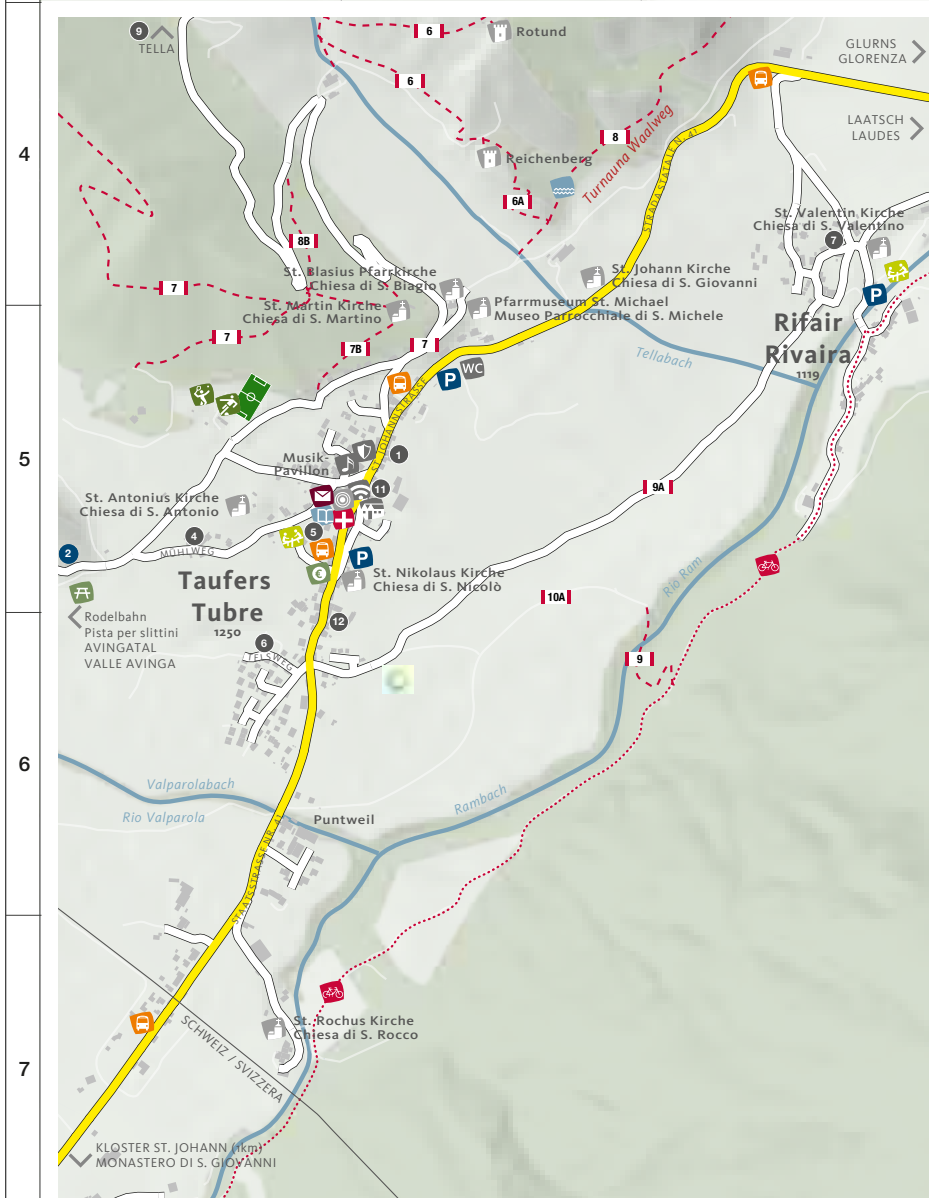 9
TELLA
6
Rotund
GLURNS
GLORENZA
6
LAATSCH
LAUDES
4
8
Turnauna Waalweg
STRADA STATALE N. 41
Reichenberg
6A
St. Valentin Kirche
Chiesa di S. Valentino
7
8B
St. Blasius Pfarrkirche
Chiesa di S. Biagio
St. Johann Kirche
Chiesa di S. Giovanni
7
St. Martin Kirche
Chiesa di S. Martino
Pfarrmuseum St. Michael
Museo Parrocchiale di S. Michele
P
Rifair
Rivaira
1119
7
7B
7
Tellabach
P
WC
ST. JOHANNSTRASSE
5
Musik-
Pavillon
1
11
9A
St. Antonius Kirche
Chiesa di S. Antonio
4
5
MÜHLWEG
2
P
€
St. Nikolaus Kirche
Chiesa di S. Nicolò
Rio Ram
Taufers
Tubre
1250
10A
Rodelbahn
Pista per slittini
AVINGATAL
VALLE AVINGA
12
6
TELSWEG
9
6
Valparolabach
Rio Valparola
Rambach
Puntweil
STAATSSTRASSE NR. 41
St. Rochus Kirche
Chiesa di S. Rocco
SCHWEIZ / SVIZZERA
7
KLOSTER ST. JOHANN (1km)
MONASTERO DI S. GIOVANNI